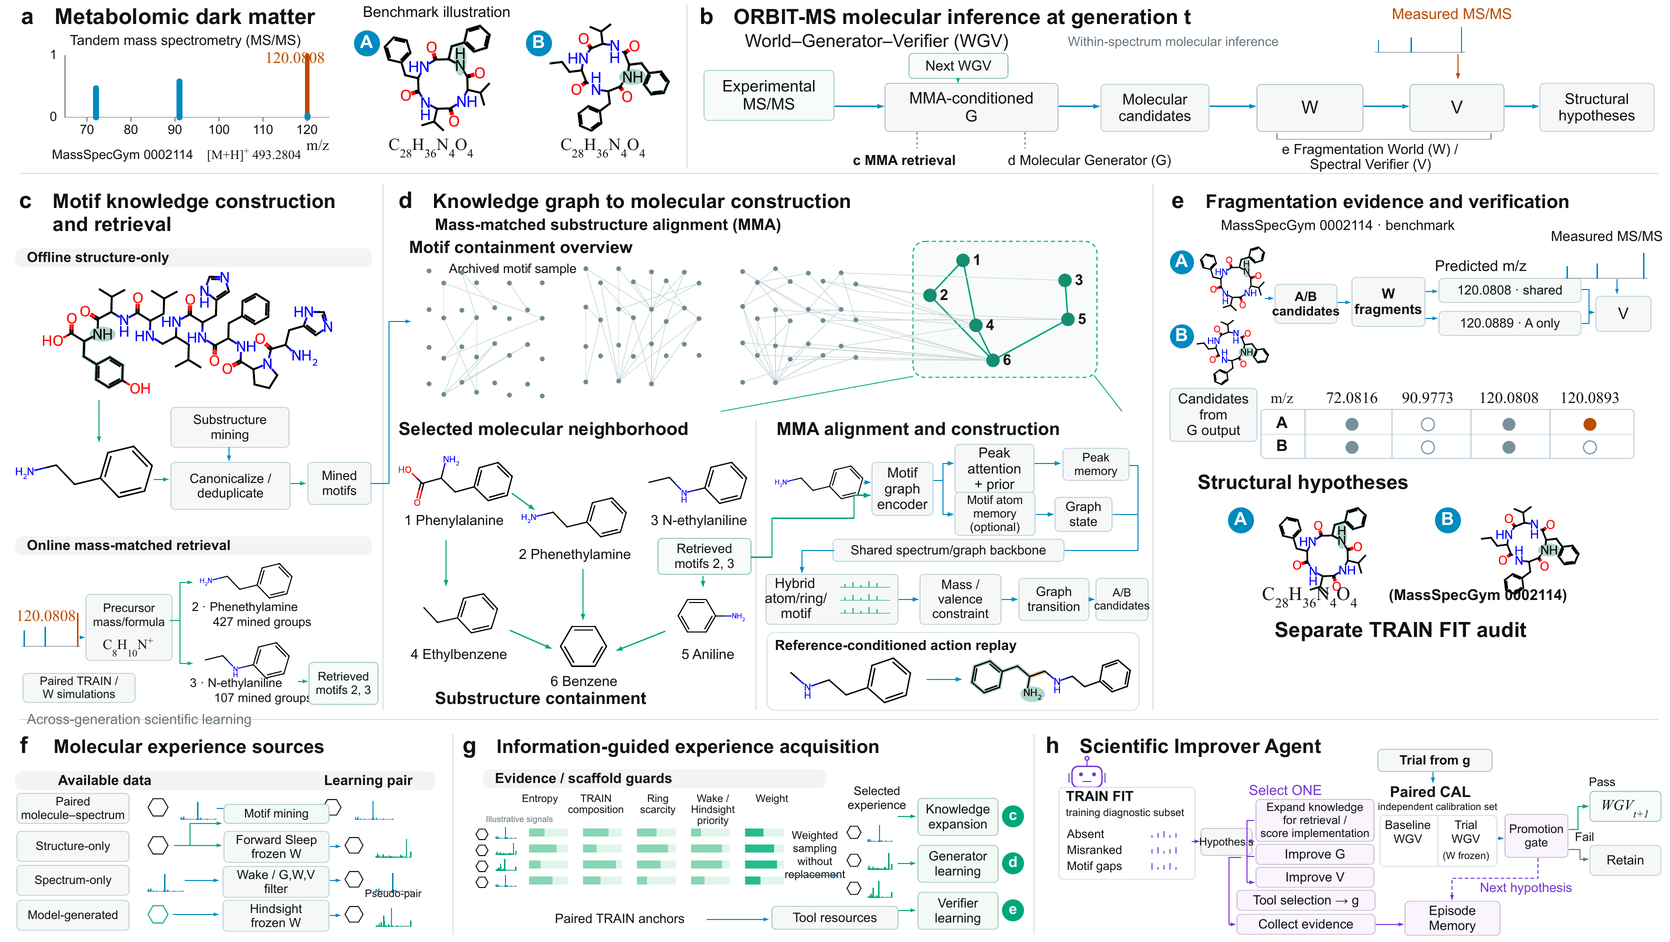 a Metabolomic dark matter
Tandem mass spectrometry (MS/MS)
120.0808
1
0
70 80 90 100 110 120
m/z
MassSpecGym 0002114 [M+H]+ 493.2804
Benchmark illustration
A
B
C28H36N4O4
C28H36N4O4
b ORBIT-MS molecular inference at generation t
World–Generator–Verifier (WGV)
Within-spectrum molecular inference
Measured MS/MS
Next WGV
Experimental
MS/MS
MMA-conditioned
G
Molecular
candidates
W
V
Structural
hypotheses
c MMA retrieval
d Molecular Generator (G)
e Fragmentation World (W) /
Spectral Verifier (V)
c Motif knowledge construction
and retrieval
Offline structure-only
Substructure
mining
Canonicalize /
deduplicate
Mined
motifs
Online mass-matched retrieval
120.0808
Precursor
mass/formula
C8H10N+
2 · Phenethylamine
427 mined groups
3 · N-ethylaniline
107 mined groups
Retrieved
motifs 2, 3
Paired TRAIN /
W simulations
Across-generation scientific learning
d Knowledge graph to molecular construction
Mass-matched substructure alignment (MMA)
Motif containment overview
Archived motif sample
1
2
3
4
5
6
Selected molecular neighborhood
1 Phenylalanine
2 Phenethylamine
3 N-ethylaniline
4 Ethylbenzene
5 Aniline
6 Benzene
Substructure containment
Retrieved
motifs 2, 3
MMA alignment and construction
Motif
graph
encoder
Peak
attention
+ prior
Peak
memory
Motif atom
memory
(optional)
Graph
state
Shared spectrum/graph backbone
Hybrid
atom/ring/
motif
Mass /
valence
constraint
Graph
transition
A/B
candidates
Reference-conditioned action replay
e Fragmentation evidence and verification
MassSpecGym 0002114 · benchmark
Measured MS/MS
A
B
A/B
candidates
W
fragments
Predicted m/z
120.0808 · shared
120.0889 · A only
V
Candidates
from
G output
m/z 72.0816 90.9773 120.0808 120.0893
A
B
Structural hypotheses
A
B
C28H36N4O4
(MassSpecGym 0002114)
Separate TRAIN FIT audit
f Molecular experience sources
Available data
Learning pair
Paired
molecule–spectrum
Motif mining
Structure-only
Forward Sleep
frozen W
Spectrum-only
Wake / G,W,V
filter
Pseudo-pair
Model-generated
Hindsight
frozen W
g Information-guided experience acquisition
Evidence / scaffold guards
Entropy
TRAIN
composition
Ring
scarcity
Wake /
Hindsight
priority
Weight
Illustrative signals
Weighted
sampling
without
replacement
Selected
experience
Knowledge
expansion
c
Generator
learning
d
Verifier
learning
e
Paired TRAIN anchors
Tool resources
h Scientific Improver Agent
TRAIN FIT
training diagnostic subset
Absent
Misranked
Motif gaps
Hypothesis
Select ONE
Expand knowledge
for retrieval /
score implementation
Improve G
Improve V
Tool selection → g
Collect evidence
Trial from g
Paired CAL
independent calibration set
Baseline
WGV
Trial
WGV
(W frozen)
Promotion
gate
Pass
WGVt+1
Fail
Retain
Next hypothesis
Episode
Memory